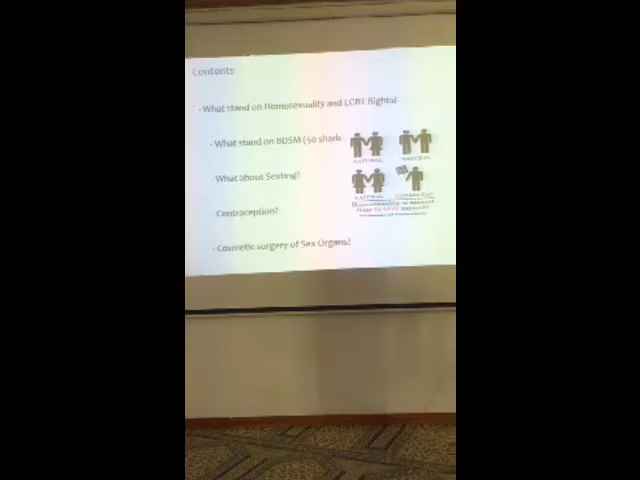 Contents
- What stand on Homosexuality and LGBT Rights?
- What stand on BDSM (50 shade
NATURAL NATURAL
What about Sexting?
NATURAL
Contraception?
- Cosmetic surgery of Sex Organs?